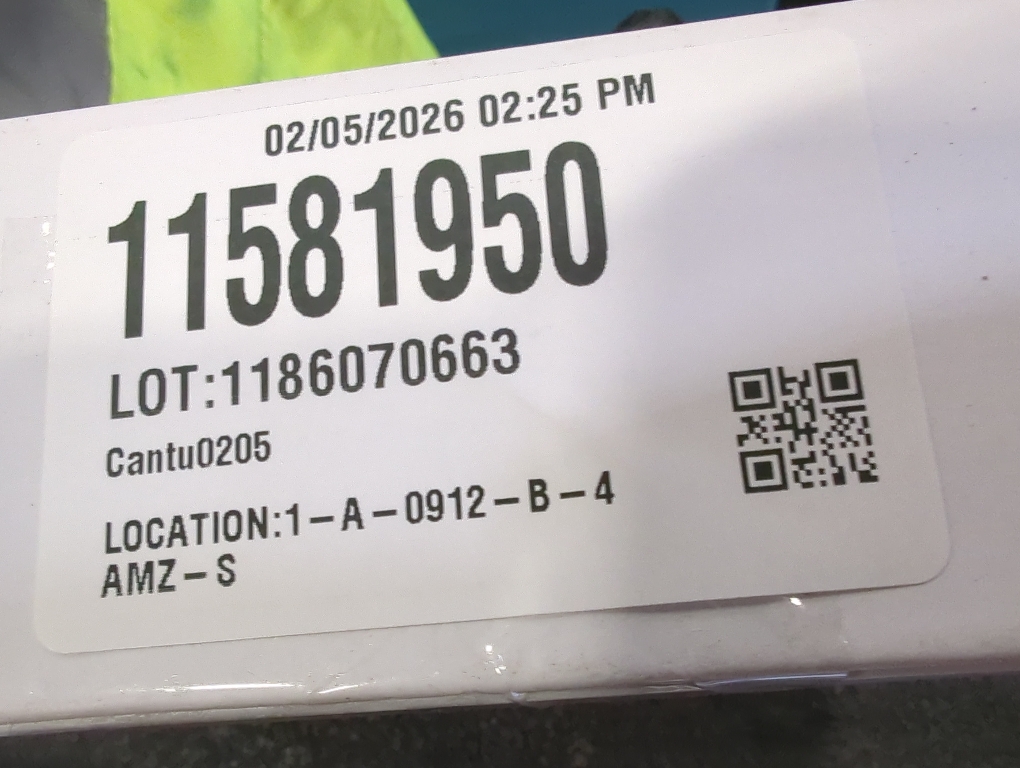 02/05/2026 02:25 PM
11581950
LOT:1186070663
Cantu0205
LOCATION:1-A-0912-B-4
AMZ-S